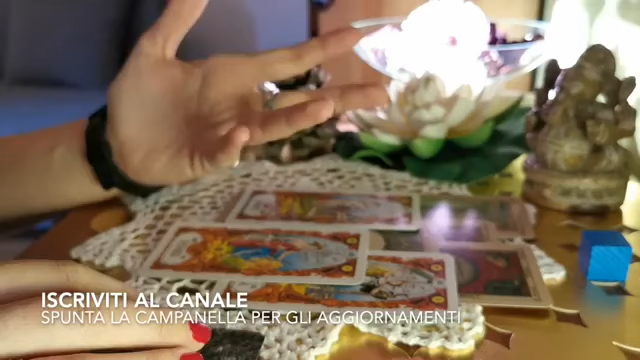 ISCRIVITI AL CANALE
SPUNTA LA CAMPANELLA PER GLI AGGIORNAMENTI